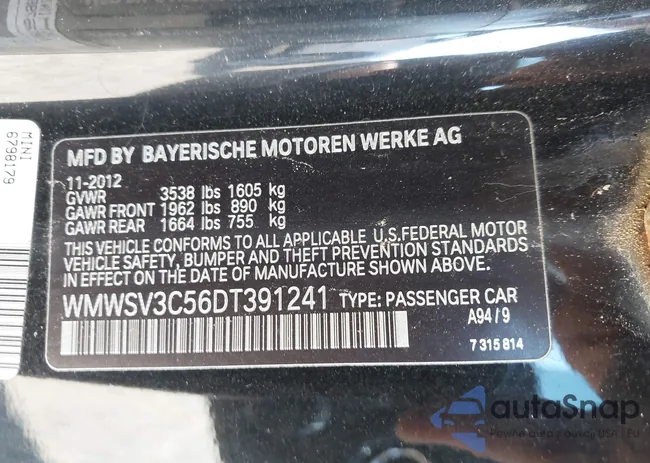 MINI
6798179
MFD BY BAYERISCHE MOTOREN WERKE AG
11-2012
GVWR 3538 lbs 1605 kg
GAWR FRONT 1962 lbs 890 kg
GAWR REAR 1664 lbs 755 kg
THIS VEHICLE CONFORMS TO ALL APPLICABLE U.S.FEDERAL MOTOR
VEHICLE SAFETY, BUMPER AND THEFT PREVENTION STANDARDS
IN EFFECT ON THE DATE OF MANUFACTURE SHOWN ABOVE.
WMWSV3C56DT391241 TYPE: PASSENGER CAR
A94/9
7 315 814
autoSnap